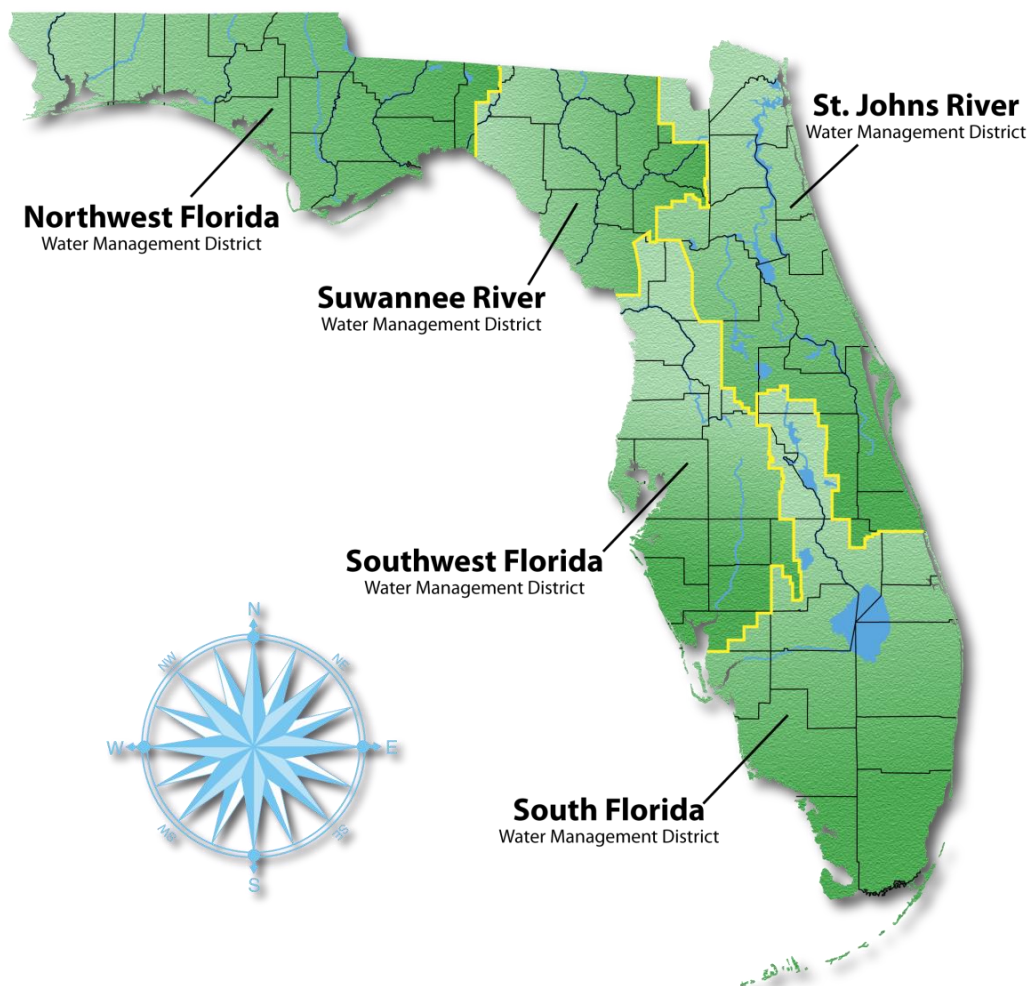 St. Johns River
Water Management District
Northwest Florida
Water Management District
Suwannee River
Water Management District
Southwest Florida
Water Management District
South Florida
Water Management District
N
NW
NE
W
E
SW
SE
S